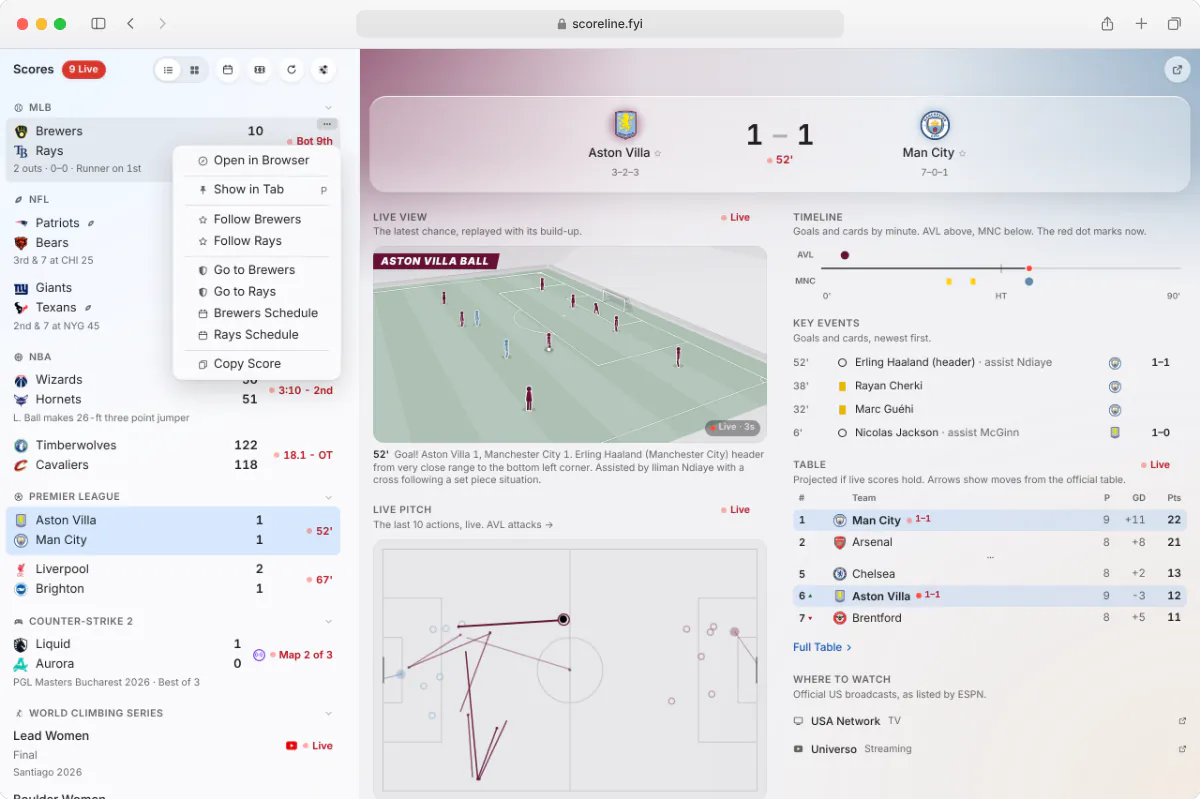 scoreline.fyi
Scores
9 Live
MLB
Brewers 10
Bot 9th
Rays
2 outs · 0–0 · Runner on 1st
Open in Browser
Show in Tab P
Follow Brewers
Follow Rays
Go to Brewers
Go to Rays
Brewers Schedule
Rays Schedule
Copy Score
NFL
Patriots
Bears
3rd & 7 at CHI 25
Giants
Texans
2nd & 7 at NYG 45
NBA
Wizards
3:10 - 2nd
Hornets 51
L. Ball makes 26-ft three point jumper
Timberwolves 122
18.1 - OT
Cavaliers 118
PREMIER LEAGUE
Aston Villa 1
52'
Man City 1
Liverpool 2
67'
Brighton 1
COUNTER-STRIKE 2
Liquid 1
Map 2 of 3
Aurora 0
PGL Masters Bucharest 2026 · Best of 3
WORLD CLIMBING SERIES
Lead Women
Live
Final
Santiago 2026
Boulder Women
Aston Villa
3–2–3
1 – 1
52'
Man City
7–0–1
LIVE VIEW
Live
The latest chance, replayed with its build-up.
ASTON VILLA BALL
Live · 3s
52' Goal! Aston Villa 1, Manchester City 1. Erling Haaland (Manchester City) header
from very close range to the bottom left corner. Assisted by Iliman Ndiaye with a
cross following a set piece situation.
LIVE PITCH
Live
The last 10 actions, live. AVL attacks →
TIMELINE
Goals and cards by minute. AVL above, MNC below. The red dot marks now.
AVL
MNC
0' HT 90'
KEY EVENTS
Goals and cards, newest first.
52' Erling Haaland (header) · assist Ndiaye 1–1
38' Rayan Cherki
32' Marc Guéhi
6' Nicolas Jackson · assist McGinn 1–0
TABLE
Live
Projected if live scores hold. Arrows show moves from the official table.
# Team P GD Pts
1 Man City 1–1 9 +11 22
2 Arsenal 8 +8 21
...
5 Chelsea 8 +2 13
6 Aston Villa 1–1 9 -3 12
7 Brentford 8 +5 11
Full Table
WHERE TO WATCH
Official US broadcasts, as listed by ESPN.
USA Network TV
Universo Streaming